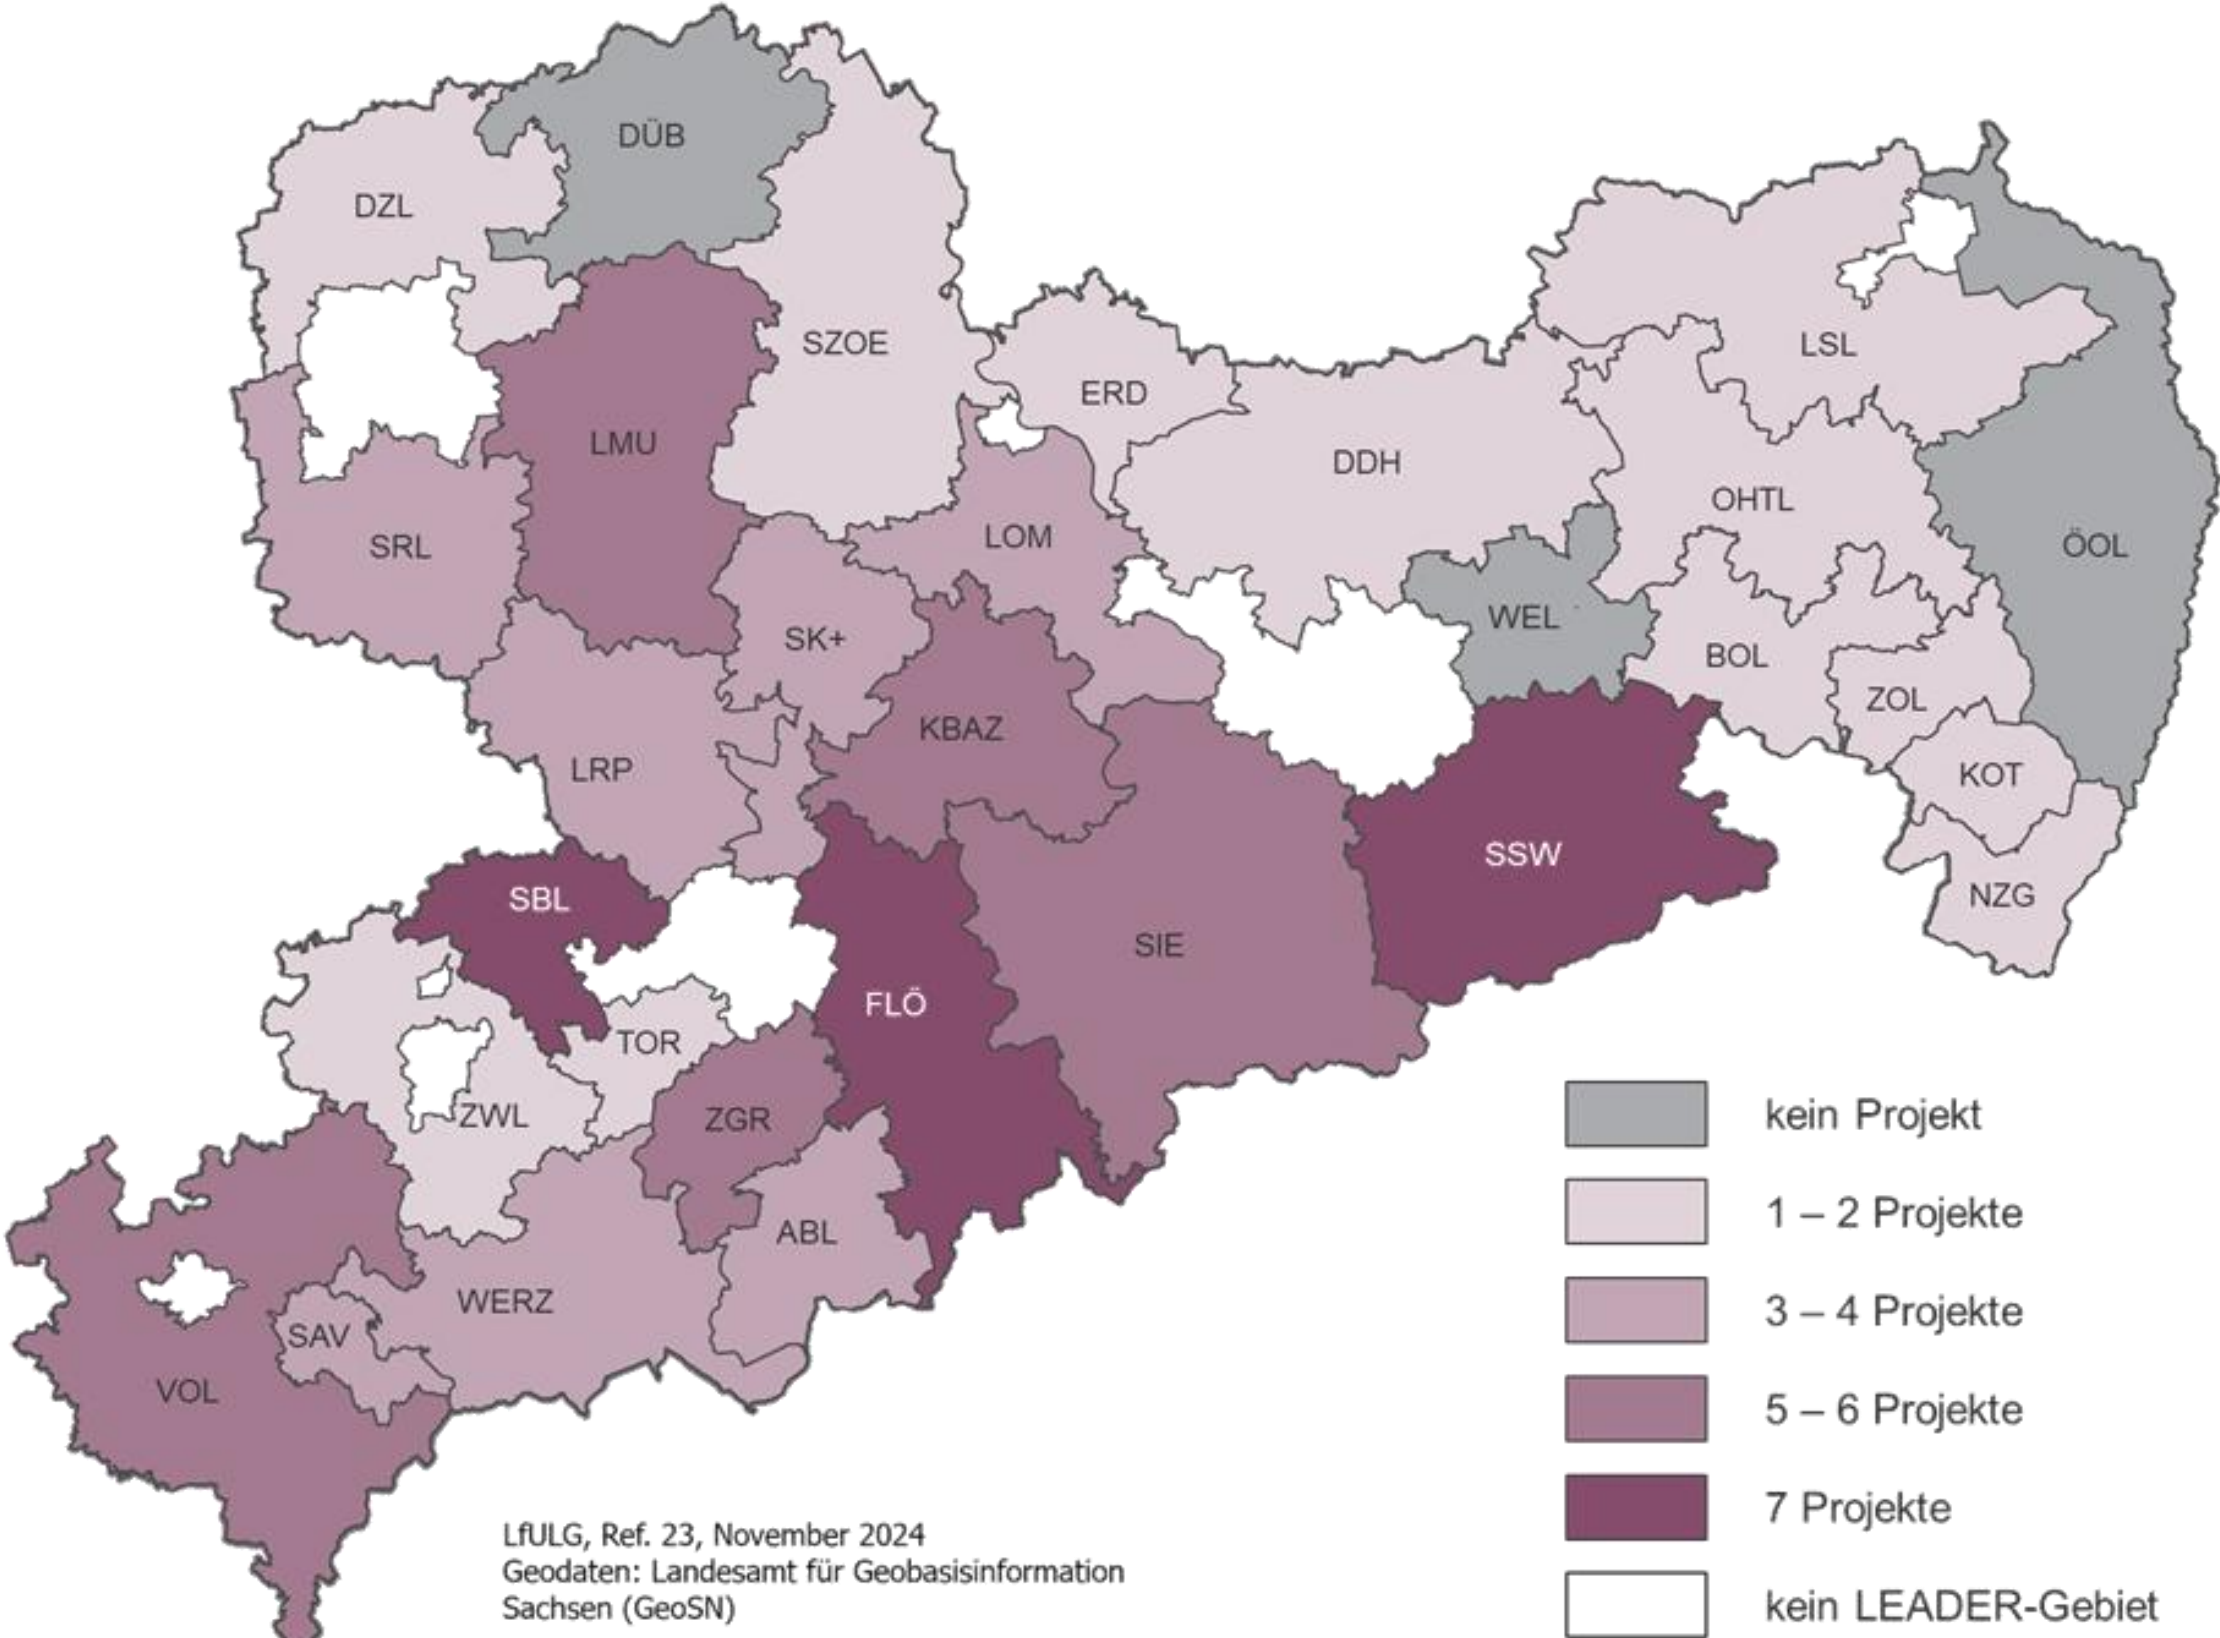 DÜB
DZL
SZOE
LSL
ERD
LMU
DDH
OHTL
LOM
SRL
ÖOL
WEL
SK+
BOL
ZOL
KBAZ
LRP
KOT
SSW
SBL
NZG
SIE
FLÖ
TOR
ZWL
ZGR
ABL
WERZ
SAV
VOL
kein Projekt
1 – 2 Projekte
3 – 4 Projekte
5 – 6 Projekte
7 Projekte
kein LEADER-Gebiet
LfULG, Ref. 23, November 2024
Geodaten: Landesamt für Geobasisinformation
Sachsen (GeoSN)